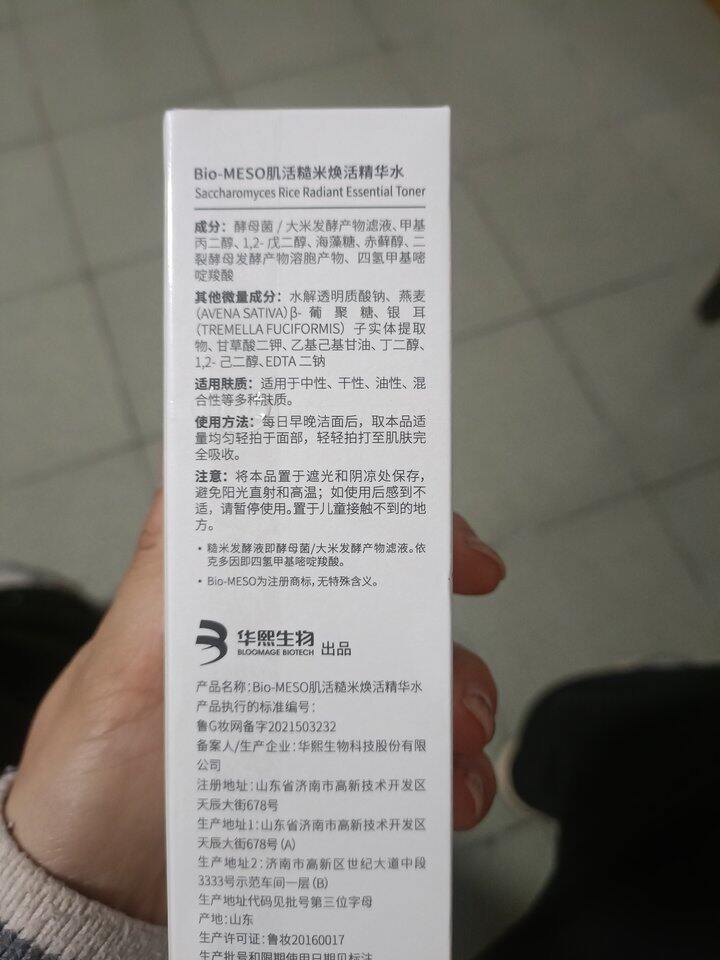 Bio-MESO肌活糙米焕活精华水
Saccharomyces Rice Radiant Essential Toner
成分：酵母菌/大米发酵产物滤液、甲基
丙二醇、1,2-戊二醇、海藻糖、赤藓醇、二
裂酵母发酵产物溶胞产物、四氢甲基嘧
啶羧酸
其他微量成分：水解透明质酸钠、燕麦
(AVENA SATIVA)β-葡聚糖、银耳
(TREMELLA FUCIFORMIS) 子实体提取
物、甘草酸二钾、乙基己基甘油、丁二醇、
1,2-己二醇、EDTA 二钠
适用肤质：适用于中性、干性、油性、混
合性等多种肤质。
使用方法：每日早晚洁面后，取本品适
量均匀轻拍于面部，轻轻拍打至肌肤完
全吸收。
注意：将本品置于遮光和阴凉处保存，
避免阳光直射和高温；如使用后感到不
适，请暂停使用。置于儿童接触不到的地
方。
• 糙米发酵液即酵母菌/大米发酵产物滤液。依
克多因即四氢甲基嘧啶羧酸。
• Bio-MESO为注册商标，无特殊含义。
华熙生物 出品
BLOOMAGE BIOTECH
产品名称：Bio-MESO肌活糙米焕活精华水
产品执行的标准编号：
鲁G妆网备字2021503232
备案人/生产企业：华熙生物科技股份有限
公司
注册地址：山东省济南市高新技术开发区
天辰大街678号
生产地址1：山东省济南市高新技术开发区
天辰大街678号(A)
生产地址2：济南市高新区世纪大道中段
3333号示范车间一层(B)
生产地址代码见批号第三位字母
产地：山东
生产许可证：鲁妆20160017
生产批号和限期使用日期见标注